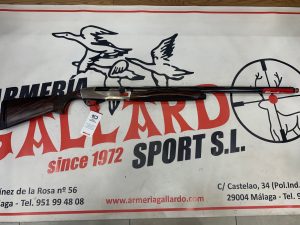 ARMERÍA
GALLARDO
since 1972 SPORT S.L.
ínez de la Rosa nº 56
aga - Tel. 951 99 48 08
www.armeriagallardo.com
C/ Castelao, 34 (Pol.Ind.
29004 Málaga - Tel. 9